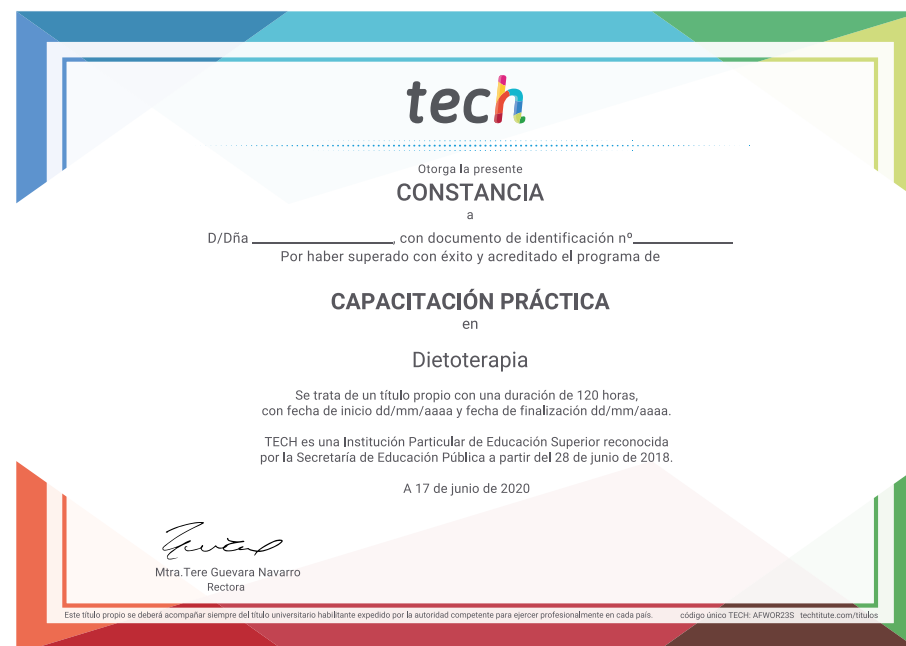 tech
Otorga la presente
CONSTANCIA
a
D/Dña ____________________, con documento de identificación nº______________
Por haber superado con éxito y acreditado el programa de
CAPACITACIÓN PRÁCTICA
en
Dietoterapia
Se trata de un título propio con una duración de 120 horas,
con fecha de inicio dd/mm/aaaa y fecha de finalización dd/mm/aaaa.
TECH es una Institución Particular de Educación Superior reconocida
por la Secretaría de Educación Pública a partir del 28 de junio de 2018.
A 17 de junio de 2020
Mtra.Tere Guevara Navarro
Rectora
Este título propio se deberá acompañar siempre del título universitario habilitante expedido por la autoridad competente para ejercer profesionalmente en cada país. código único TECH: AFWOR23S techtitute.com/titulos